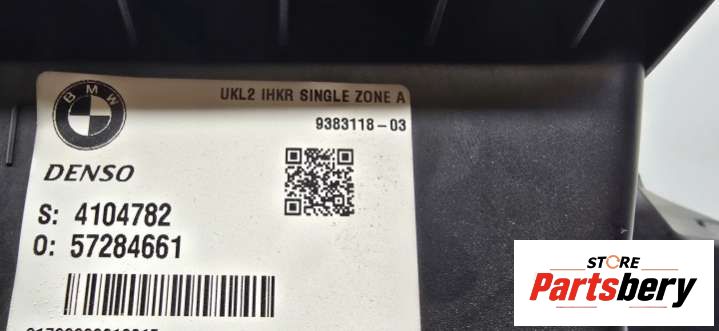 BMW
UKL2 IHKR SINGLE ZONE A
9383118-03
DENSO
S: 4104782
O: 57284661
STORE
Partsbery